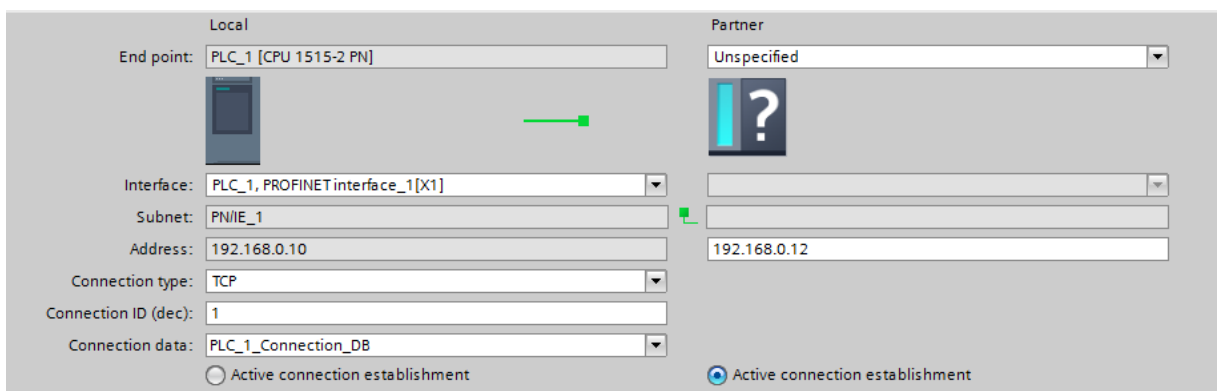 Local Partner
End point: PLC_1 [CPU 1515-2 PN] Unspecified
?
Interface: PLC_1, PROFINET interface_1[X1]
Subnet: PN/IE_1
Address: 192.168.0.10 192.168.0.12
Connection type: TCP
Connection ID (dec): 1
Connection data: PLC_1_Connection_DB
Active connection establishment Active connection establishment